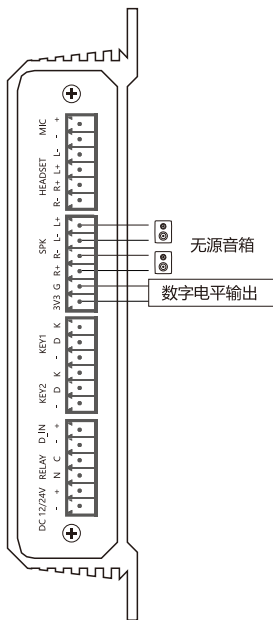 MIC
+
-
HEADSET
L-
L+
R+
R-
SPK
L+
L-
R-
R+
G
3V3
无源音箱
数字电平输出
KEY1
K
D
-
KEY2
K
D
-
D_IN
+
-
RELAY
C
N
DC 12/24V
+
-